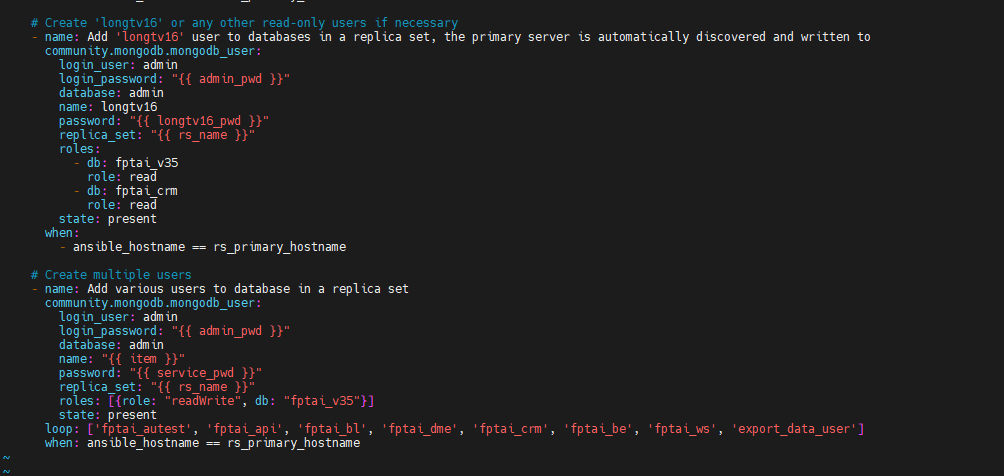 # Create 'longtv16' or any other read-only users if necessary
- name: Add 'longtv16' user to databases in a replica set, the primary server is automatically discovered and written to
community.mongodb.mongodb_user:
login_user: admin
login_password: "{{ admin_pwd }}"
database: admin
name: longtv16
password: "{{ longtv16_pwd }}"
replica_set: "{{ rs_name }}"
roles:
- db: fptai_v35
role: read
- db: fptai_crm
role: read
state: present
when:
- ansible_hostname == rs_primary_hostname
# Create multiple users
- name: Add various users to database in a replica set
community.mongodb.mongodb_user:
login_user: admin
login_password: "{{ admin_pwd }}"
database: admin
name: "{{ item }}"
password: "{{ service_pwd }}"
replica_set: "{{ rs_name }}"
roles: [{role: "readWrite", db: "fptai_v35"}]
state: present
loop: ['fptai_autest', 'fptai_api', 'fptai_bl', 'fptai_dme', 'fptai_crm', 'fptai_be', 'fptai_ws', 'export_data_user']
when: ansible_hostname == rs_primary_hostname
~
~